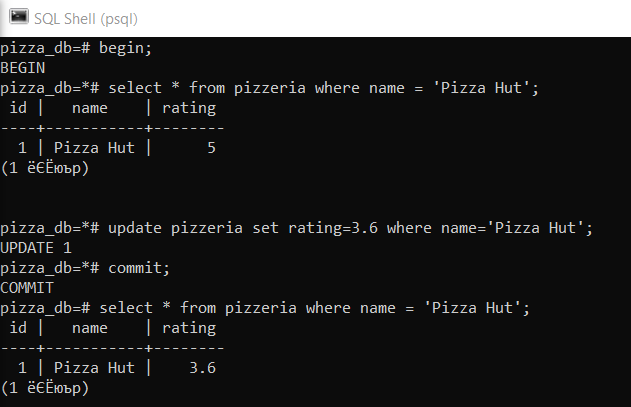 SQL Shell (psql)
pizza_db=# begin;
BEGIN
pizza_db=*# select * from pizzeria where name = 'Pizza Hut';
 id |   name    | rating
----+-----------+--------
  1 | Pizza Hut |      5
(1 ёЄЁюър)
pizza_db=*# update pizzeria set rating=3.6 where name='Pizza Hut';
UPDATE 1
pizza_db=*# commit;
COMMIT
pizza_db=# select * from pizzeria where name = 'Pizza Hut';
 id |   name    | rating
----+-----------+--------
  1 | Pizza Hut |    3.6
(1 ёЄЁюър)